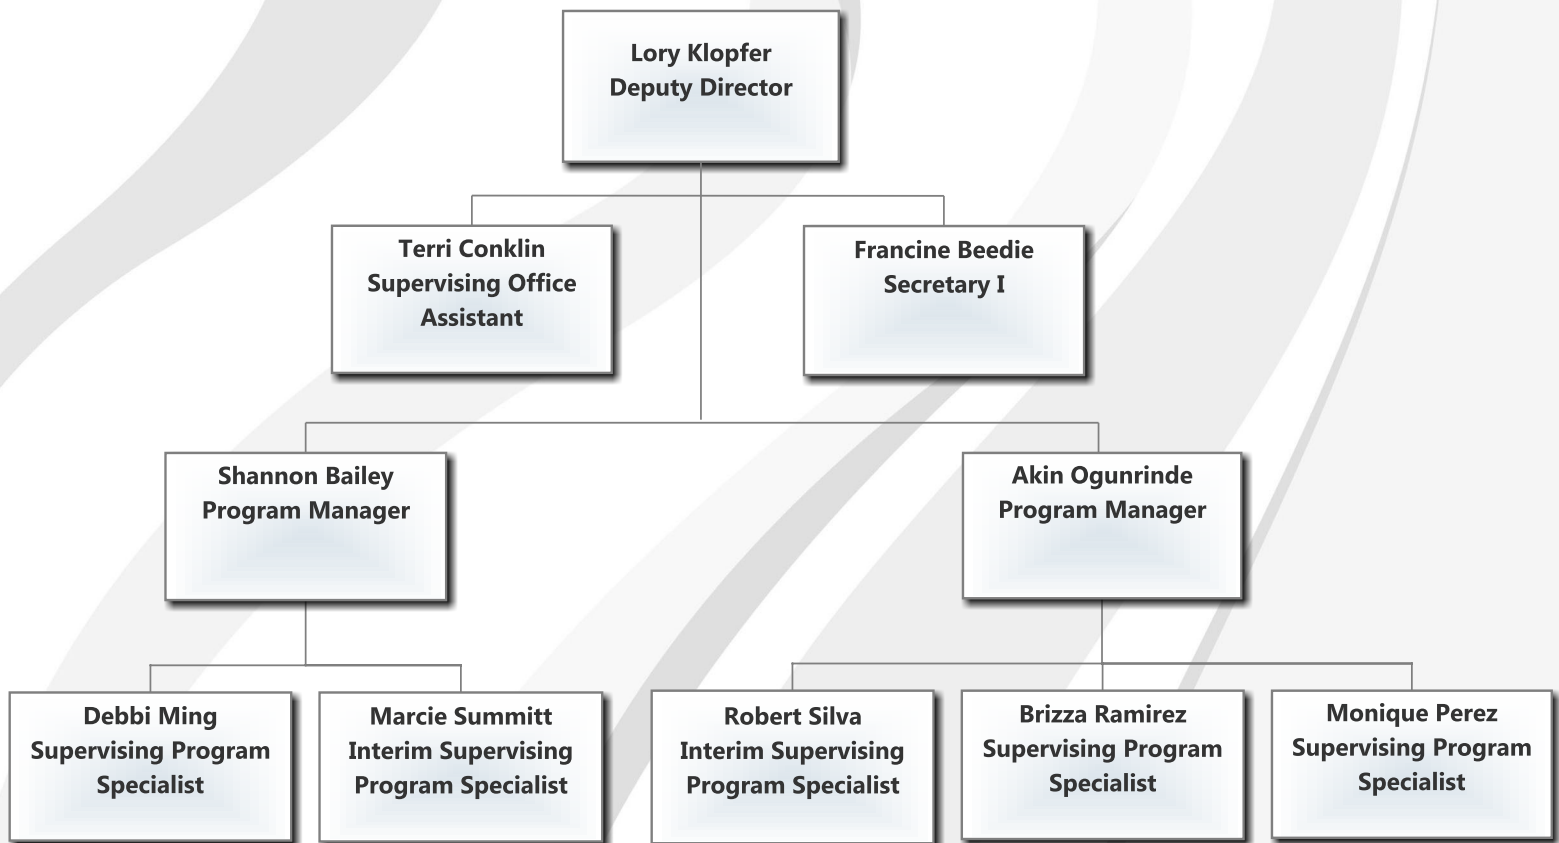 Lory Klopfer
Deputy Director
Terri Conklin
Supervising Office
Assistant
Francine Beedie
Secretary I
Shannon Bailey
Program Manager
Akin Ogunrinde
Program Manager
Debbi Ming
Supervising Program
Specialist
Marcie Summitt
Interim Supervising
Program Specialist
Robert Silva
Interim Supervising
Program Specialist
Brizza Ramirez
Supervising Program
Specialist
Monique Perez
Supervising Program
Specialist